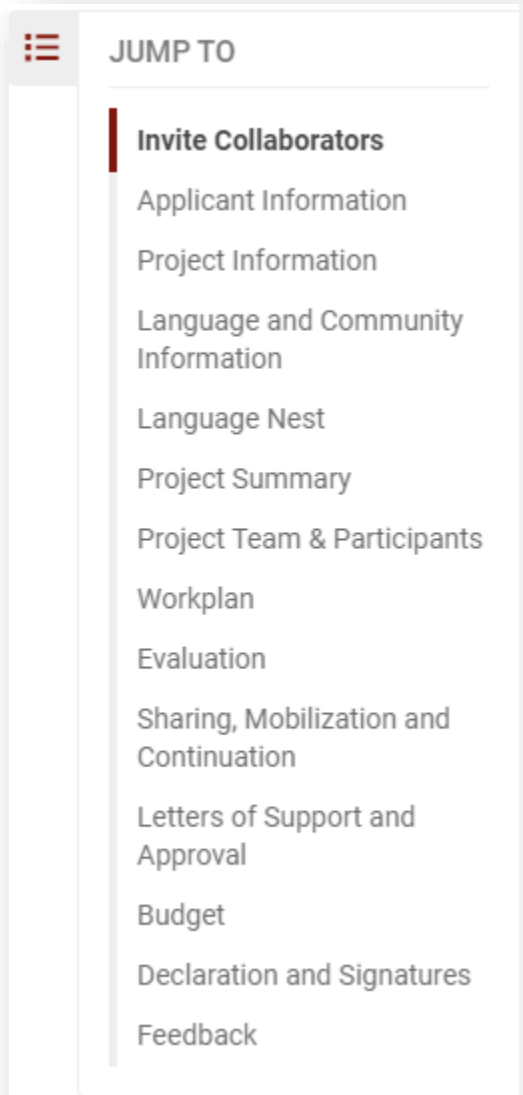 JUMP TO
Invite Collaborators
Applicant Information
Project Information
Language and Community
Information
Language Nest
Project Summary
Project Team & Participants
Workplan
Evaluation
Sharing, Mobilization and
Continuation
Letters of Support and
Approval
Budget
Declaration and Signatures
Feedback